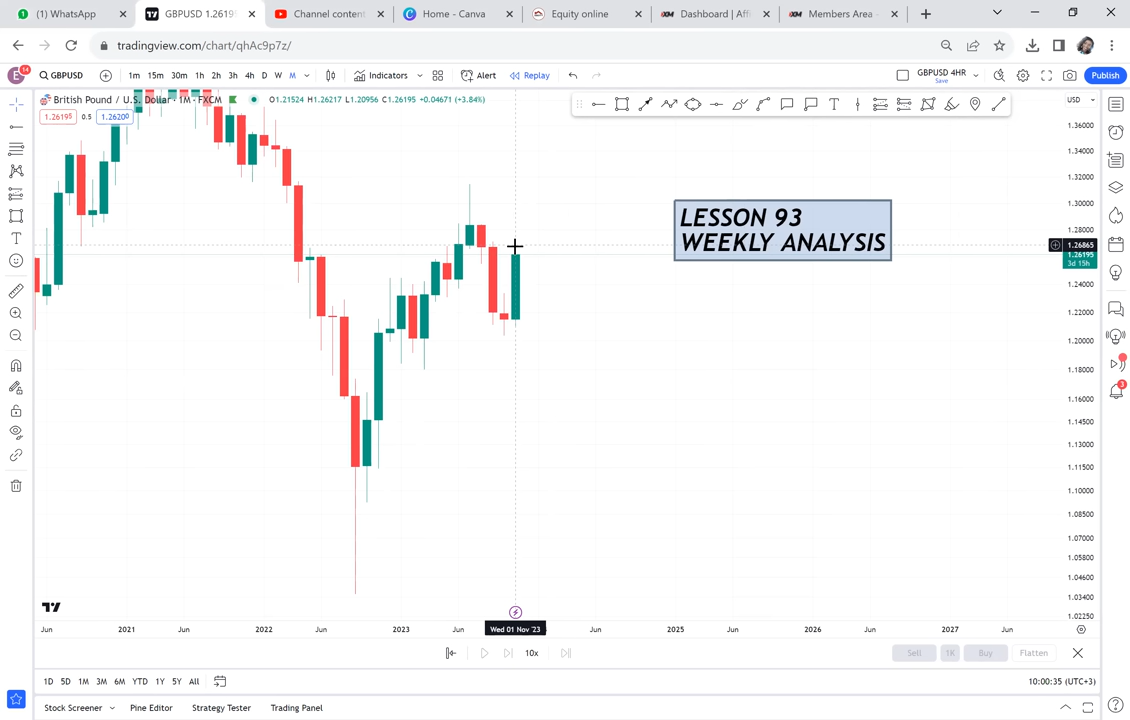 (1) WhatsApp
GBPUSD 1.2619
Channel content
Home - Canva
Equity online
Dashboard | Aff
Members Area -
tradingview.com/chart/qhAc9p7z/
E
14
GBPUSD
1m 15m 30m 1h 2h 3h 4h D W M
Indicators
Alert
Replay
GBPUSD 4HR
Save
Publish
British Pound / U.S. Dollar · 1M · FXCM
O1.21524 H1.26217 L1.20956 C1.26195 +0.04671 (+3.84%)
1.26195
0.5
1.26200
USD
LESSON 93
WEEKLY ANALYSIS
1.36000
1.34000
1.32000
1.30000
1.28000
1.26865
1.26195
3d 15h
1.24000
1.22000
1.20000
1.18000
1.16000
1.14500
1.13000
1.11500
1.10000
1.08500
1.07000
1.05800
1.04600
1.03400
1.02250
Jun 2021 Jun 2022 Jun 2023 Jun Wed 01 Nov '23 Jun 2025 Jun 2026 Jun 2027 Jun
10x
Sell 1K Buy Flatten
1D 5D 1M 3M 6M YTD 1Y 5Y All
10:00:35 (UTC+3)
Stock Screener Pine Editor Strategy Tester Trading Panel